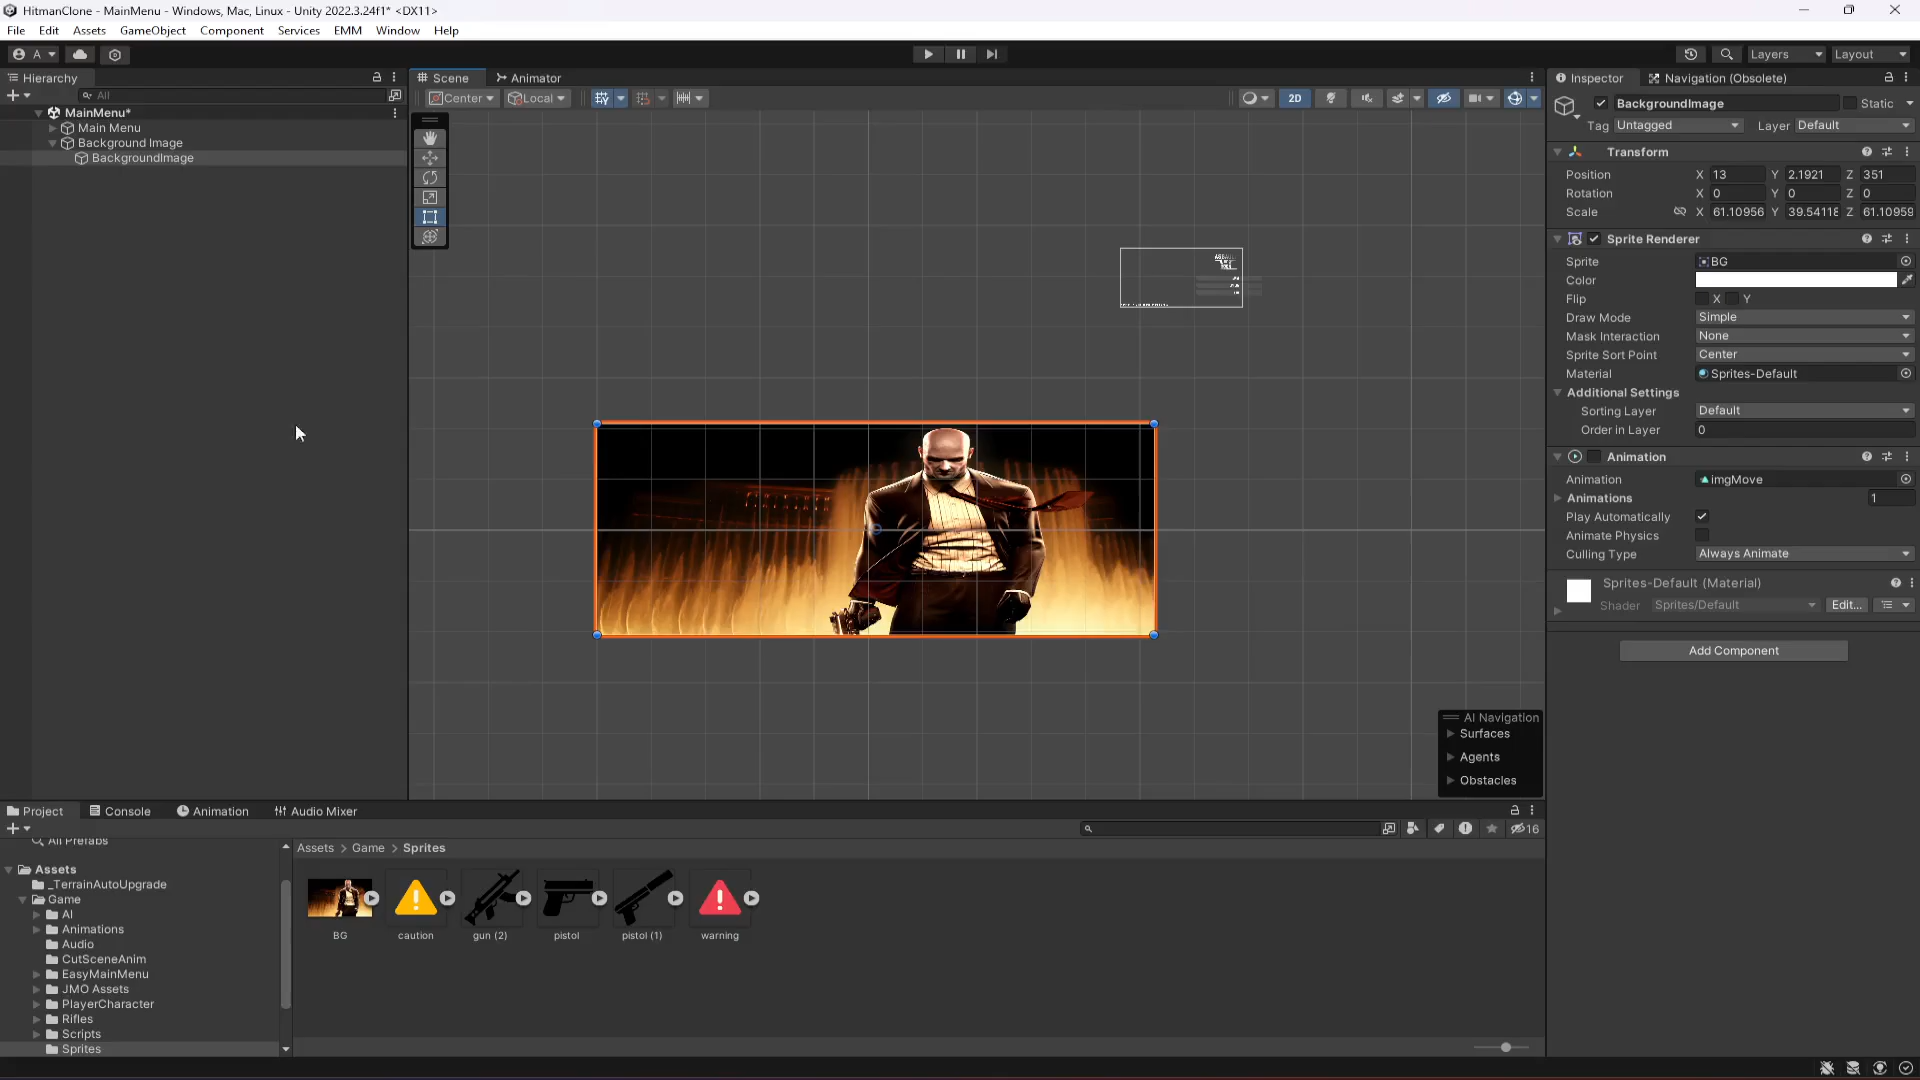 HitmanClone - MainMenu - Windows, Mac, Linux - Unity 2022.3.24f1* <DX11>
File Edit Assets GameObject Component Services EMM Window Help
A Layers Layout
Hierarchy
All
MainMenu*
Main Menu
Background Image
BackgroundImage
Scene Animator
Center Local 2D
AI Navigation
Surfaces
Agents
Obstacles
Inspector Navigation (Obsolete)
BackgroundImage Static
Tag Untagged Layer Default
Transform
Position X 13 Y 2.1921 Z 351
Rotation X 0 Y 0 Z 0
Scale X 61.10956 Y 39.54118 Z 61.10959
Sprite Renderer
Sprite BG
Color
Flip X Y
Draw Mode Simple
Mask Interaction None
Sprite Sort Point Center
Material Sprites-Default
Additional Settings
Sorting Layer Default
Order in Layer 0
Animation
Animation imgMove
Animations 1
Play Automatically
Animate Physics
Culling Type Always Animate
Sprites-Default (Material)
Shader Sprites/Default Edit...
Add Component
Project Console Animation Audio Mixer
16
All Prefabs
Assets
_TerrainAutoUpgrade
Game
AI
Animations
Audio
CutSceneAnim
EasyMainMenu
JMO Assets
PlayerCharacter
Rifles
Scripts
Sprites
Assets > Game > Sprites
BG caution gun (2) pistol pistol (1) warning